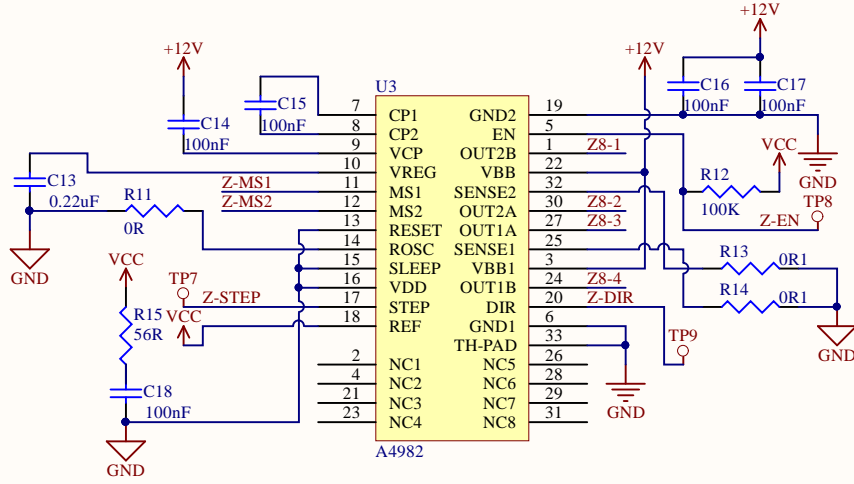 +12V
+12V
+12V
U3
C14
100nF
C15
100nF
C16
100nF
C17
100nF
7 CP1 GND2 19
8 CP2 EN 5
9 VCP OUT2B 1 Z8-1
10 VREG VBB 22
Z-MS1 11 MS1 SENSE2 32
Z-MS2 12 MS2 OUT2A 30 Z8-2
13 RESET OUT1A 27 Z8-3
14 ROSC SENSE1 25
15 SLEEP VBB1 3
16 VDD OUT1B 24 Z8-4
Z-STEP 17 STEP DIR 20 Z-DIR
18 REF GND1 6
TH-PAD 33
2 NC1 NC5 26
4 NC2 NC6 28
21 NC3 NC7 29
23 NC4 NC8 31
A4982
C13
0.22uF
R11
0R
GND
VCC
TP7
VCC
R15
56R
C18
100nF
GND
VCC
R12
100K
GND
TP8
Z-EN
R13
0R1
R14
0R1
GND
TP9
GND